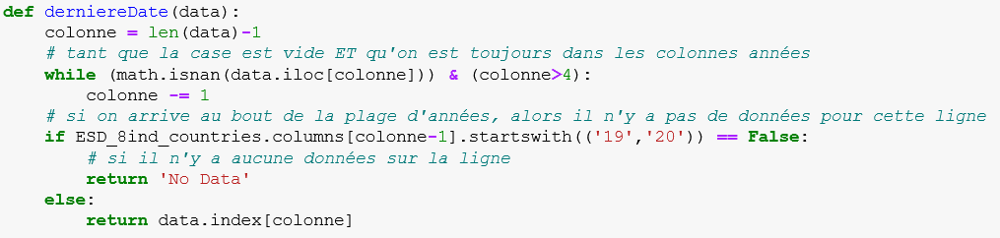 def derniereDate(data):
    colonne = len(data)-1
    # tant que la case est vide ET qu'on est toujours dans les colonnes années
    while (math.isnan(data.iloc[colonne])) & (colonne>4):
        colonne -= 1
    # si on arrive au bout de la plage d'années, alors il n'y a pas de données pour cette ligne
    if ESD_8ind_countries.columns[colonne-1].startswith(('19','20')) == False:
        # si il n'y a aucune données sur la ligne
        return 'No Data'
    else:
        return data.index[colonne]